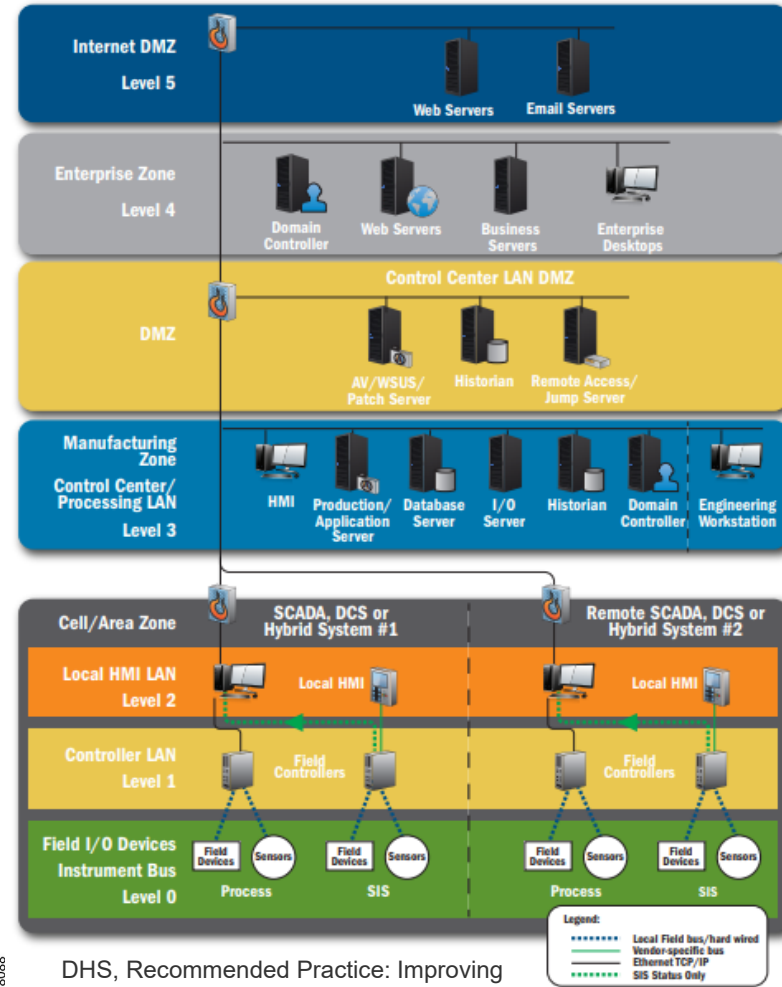 Internet DMZ
Level 5
Web Servers
Email Servers
Enterprise Zone
Level 4
Domain
Controller
Web Servers
Business
Servers
Enterprise
Desktops
Control Center LAN DMZ
DMZ
AV/WSUS/
Patch Server
Historian
Remote Access/
Jump Server
Manufacturing
Zone
Control Center/
Processing LAN
Level 3
HMI
Production/
Application
Server
Database
Server
I/O
Server
Historian
Domain
Controller
Engineering
Workstation
Cell/Area Zone
SCADA, DCS or
Hybrid System #1
Remote SCADA, DCS or
Hybrid System #2
Local HMI LAN
Level 2
Local HMI
Local HMI
Controller LAN
Level 1
Field
Controllers
Field
Controllers
Field I/O Devices
Instrument Bus
Level 0
Field
Devices
Sensors
Process
Field
Devices
Sensors
SIS
Field
Devices
Sensors
Process
Field
Devices
Sensors
SIS
Legend:
Local Field bus/hard wired
Vendor-specific bus
Ethernet TCP/IP
SIS Status Only
DHS, Recommended Practice: Improving